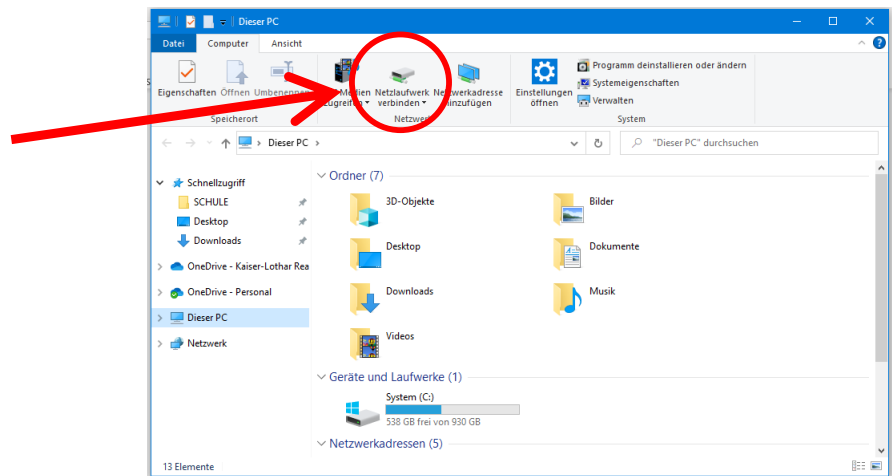 Dieser PC
Datei Computer Ansicht
Eigenschaften Öffnen Umbenennen Medien zugreifen Netzlaufwerk verbinden Netzwerkadresse hinzufügen Einstellungen öffnen
Programm deinstallieren oder ändern
Systemeigenschaften
Verwalten
Speicherort Netzwerk System
Dieser PC "Dieser PC" durchsuchen
Schnellzugriff
SCHULE
Desktop
Downloads
OneDrive - Kaiser-Lothar Rea
OneDrive - Personal
Dieser PC
Netzwerk
Ordner (7)
3D-Objekte Bilder
Desktop Dokumente
Downloads Musik
Videos
Geräte und Laufwerke (1)
System (C:)
538 GB frei von 930 GB
Netzwerkadressen (5)
13 Elemente